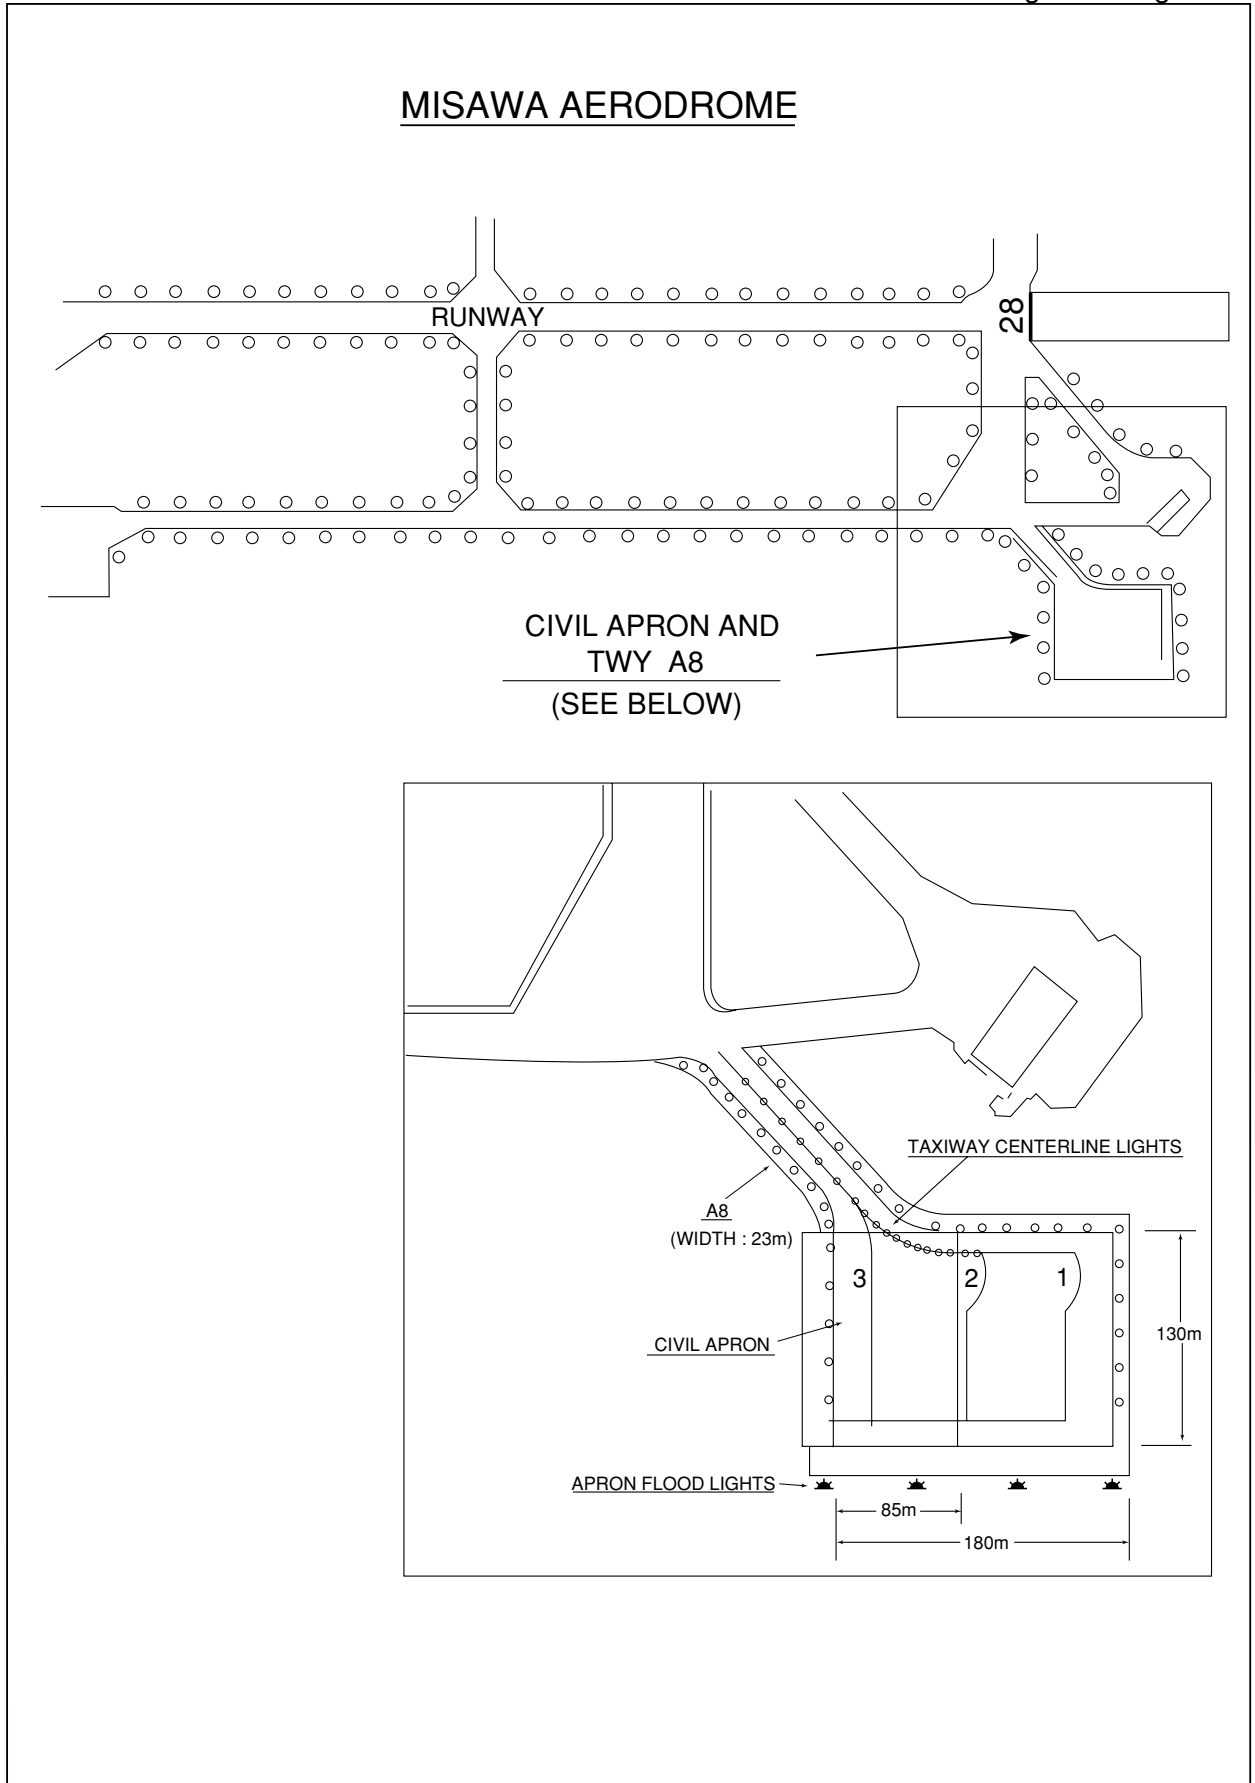 MISAWA AERODROME
RUNWAY
28
CIVIL APRON AND
TWY A8
(SEE BELOW)
TAXIWAY CENTERLINE LIGHTS
A8
(WIDTH : 23m)
3
2
1
130m
CIVIL APRON
APRON FLOOD LIGHTS
85m
180m